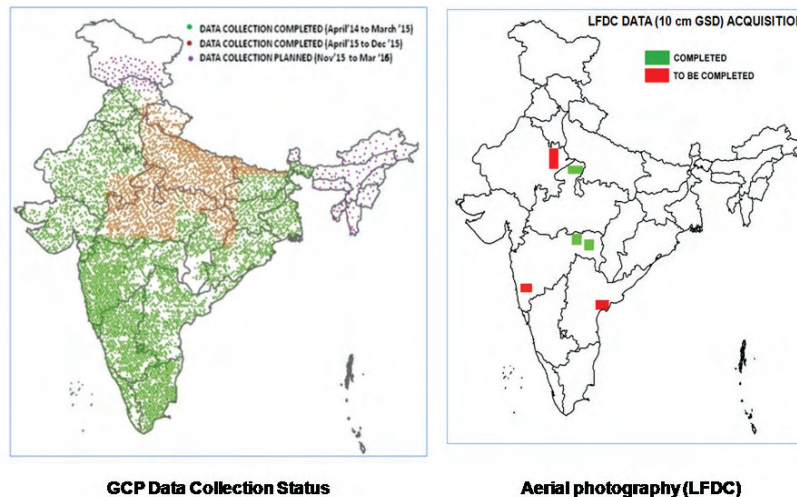 DATA COLLECTION COMPLETED (April'14 to March '15)
DATA COLLECTION COMPLETED (April'15 to Dec '15)
DATA COLLECTION PLANNED (Nov'15 to Mar '16)
LFDC DATA (10 cm GSD) ACQUISITION
COMPLETED
TO BE COMPLETED
GCP Data Collection Status
Aerial photography (LFDC)